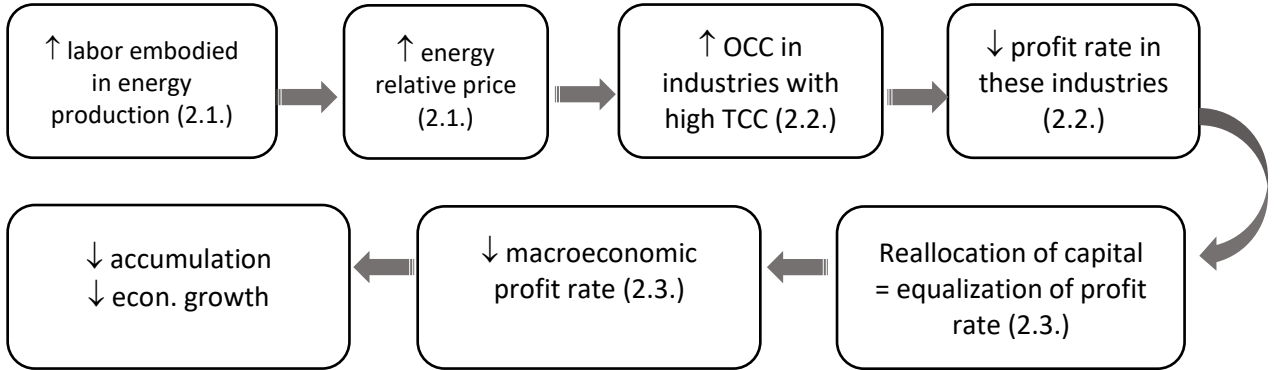 ↑ labor embodied
in energy
production (2.1.)
↑ energy
relative price
(2.1.)
↑ OCC in
industries with
high TCC (2.2.)
↓ profit rate in
these industries
(2.2.)
Reallocation of capital
= equalization of profit
rate (2.3.)
↓ macroeconomic
profit rate (2.3.)
↓ accumulation
↓ econ. growth